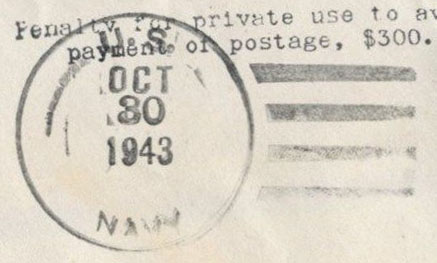 Penalty for private use to av
payment of postage, $300.
U.S.
OCT
30
1943
NAVY